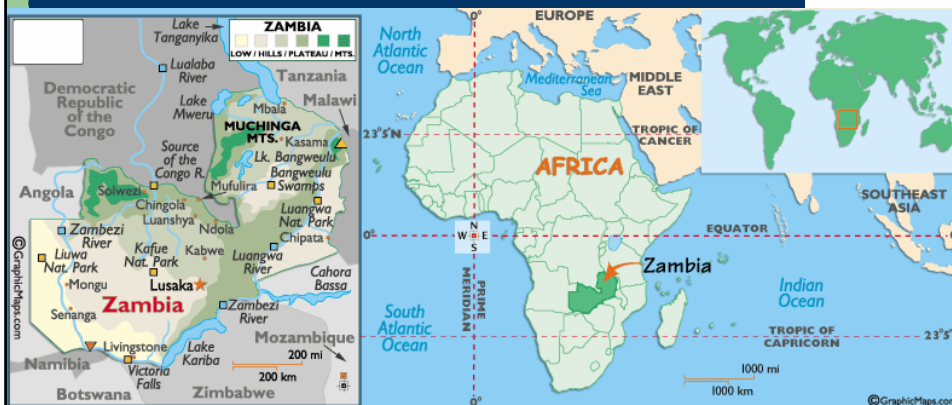 ZAMBIA
LOW / HILLS / PLATEAU / MTS.
Lake
Tanganyika
Lualaba
River
Tanzania
Democratic
Republic
of the
Congo
Lake
Mweru
Mbala
Malawi
MUCHINGA
MTS.
Kasama
Source
of the
Congo R.
Lk. Bangweulu
Bangweulu
Swamps
Angola
Solwezi
Mufulira
Chingola
Luanshya
Ndola
Luangwa
Nat. Park
Zambezi
River
Chipata
Liuwa
Nat. Park
Kafue
Nat. Park
Kabwe
Luangwa
River
Cahora
Bassa
Mongu
Lusaka
Zambia
Zambezi
River
Senanga
Mozambique
Livingstone
Lake
Kariba
200 mi
200 km
Namibia
Victoria
Falls
Botswana
Zimbabwe
©GraphicMaps.com
0°
EUROPE
North
Atlantic
Ocean
Mediterranean
Sea
MIDDLE
EAST
23°5'N
TROPIC OF
CANCER
AFRICA
SOUTHEAST
ASIA
0°
N
W E
S
EQUATOR
Zambia
PRIME
MERIDIAN
Indian
Ocean
South
Atlantic
Ocean
TROPIC OF
CAPRICORN
23°5'
1000 mi
1000 km
0°
©GraphicMaps.com